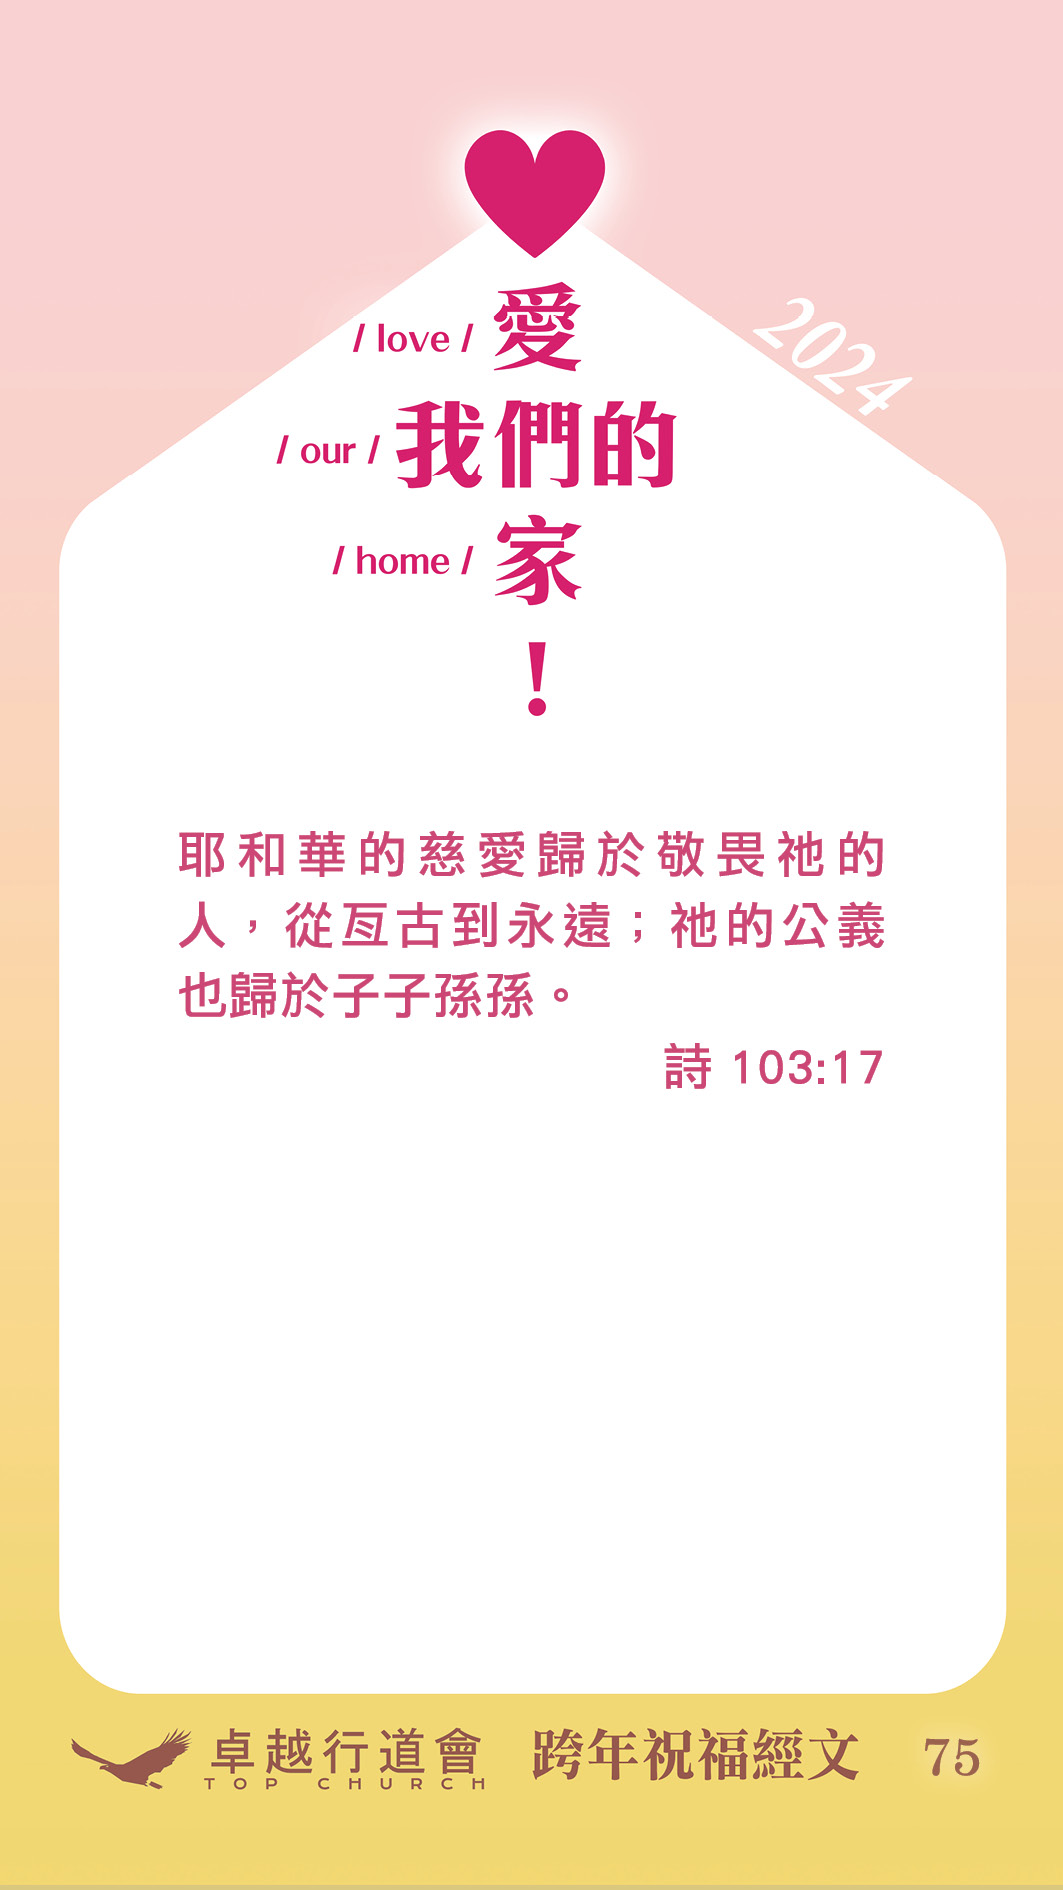 2024
/ love / 愛
/ our / 我們的
/ home / 家
!
耶和華的慈愛歸於敬畏祂的
人，從亙古到永遠；祂的公義
也歸於子子孫孫。
詩 103:17
卓越行道會
TOP CHURCH
跨年祝福經文
75